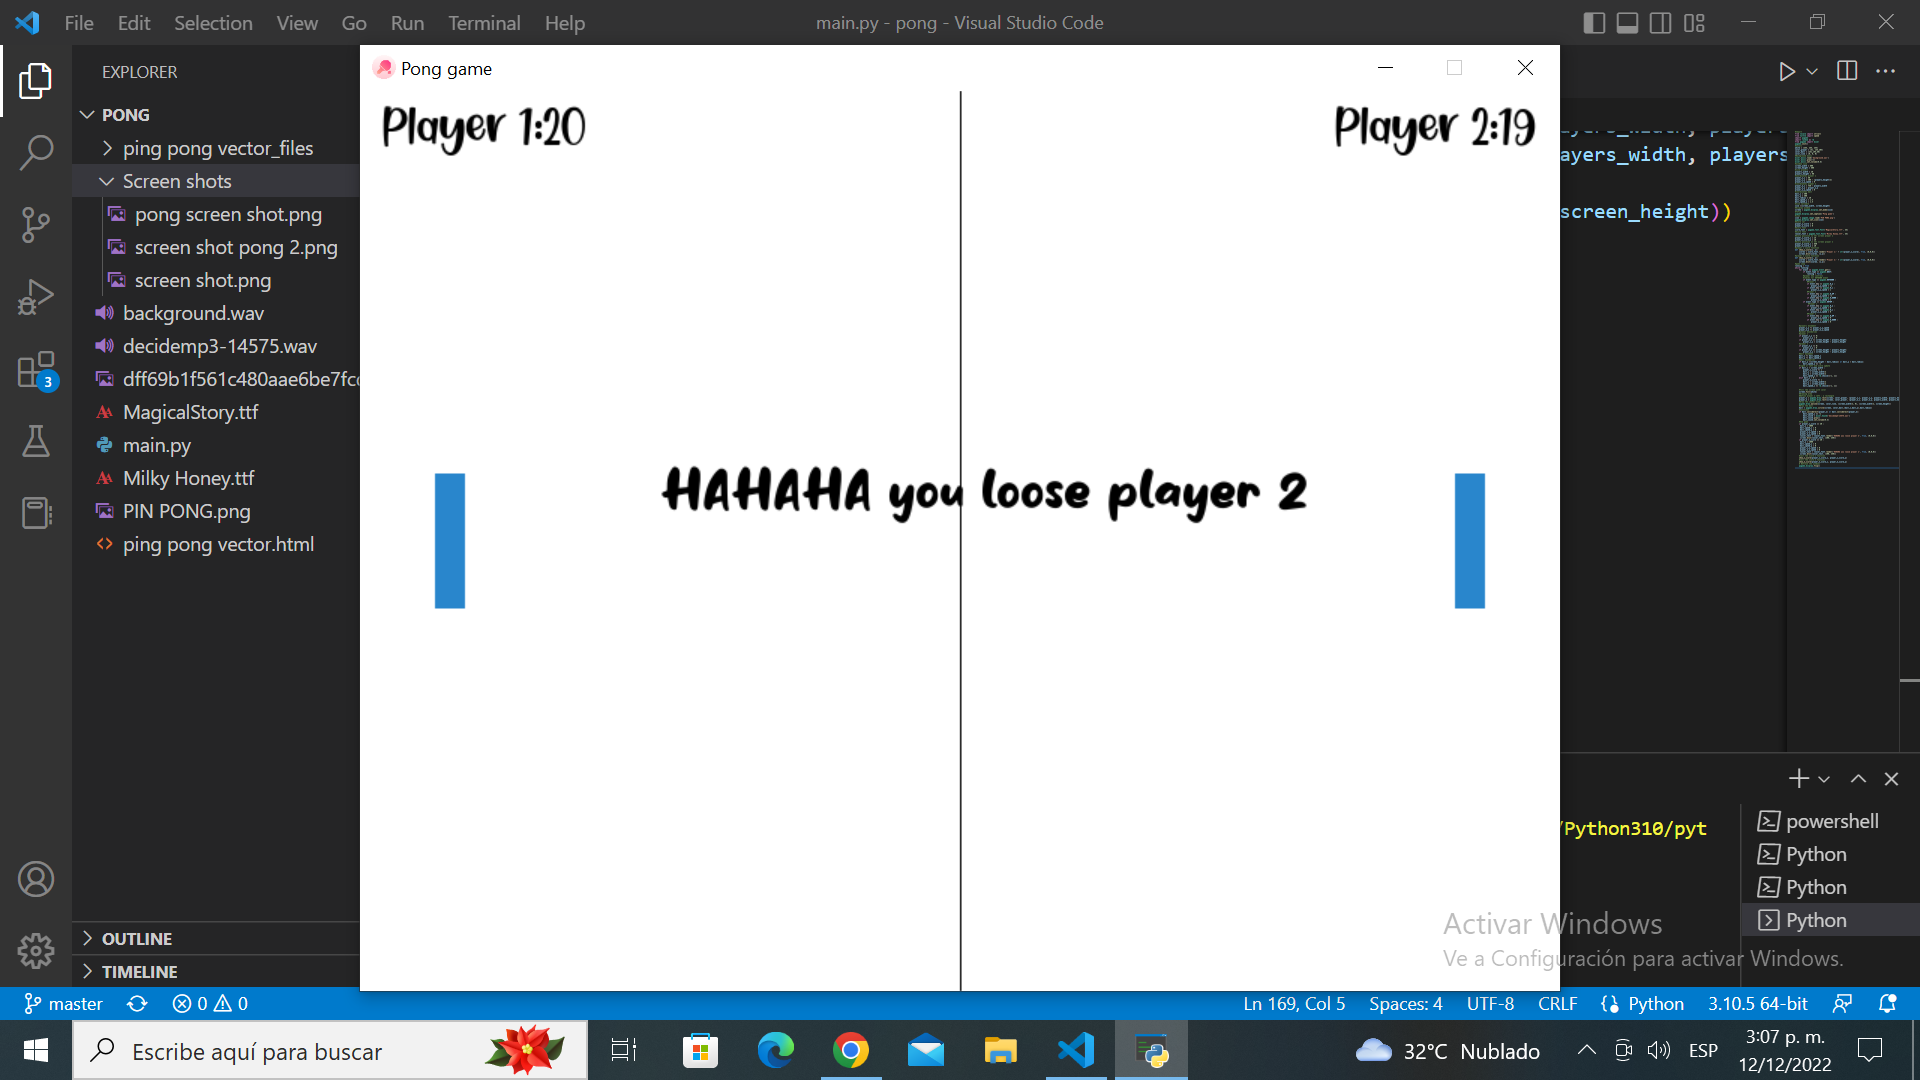 File Edit Selection View Go Run Terminal Help
main.py - pong - Visual Studio Code
EXPLORER
PONG
ping pong vector_files
Screen shots
pong screen shot.png
screen shot pong 2.png
screen shot.png
background.wav
decidemp3-14575.wav
dff69b1f561c480aae6be7fc
MagicalStory.ttf
main.py
Milky Honey.ttf
PIN PONG.png
ping pong vector.html
OUTLINE
TIMELINE
3
Pong game
Player 1:20
Player 2:19
HAHAHA you loose player 2
ayers_width, players
screen_height))
/Python310/pyt
powershell
Python
Python
Python
Activar Windows
Ve a Configuración para activar Windows.
master 0 0
Ln 169, Col 5 Spaces: 4 UTF-8 CRLF Python 3.10.5 64-bit
Escribe aquí para buscar
32°C Nublado
ESP
3:07 p. m.
12/12/2022